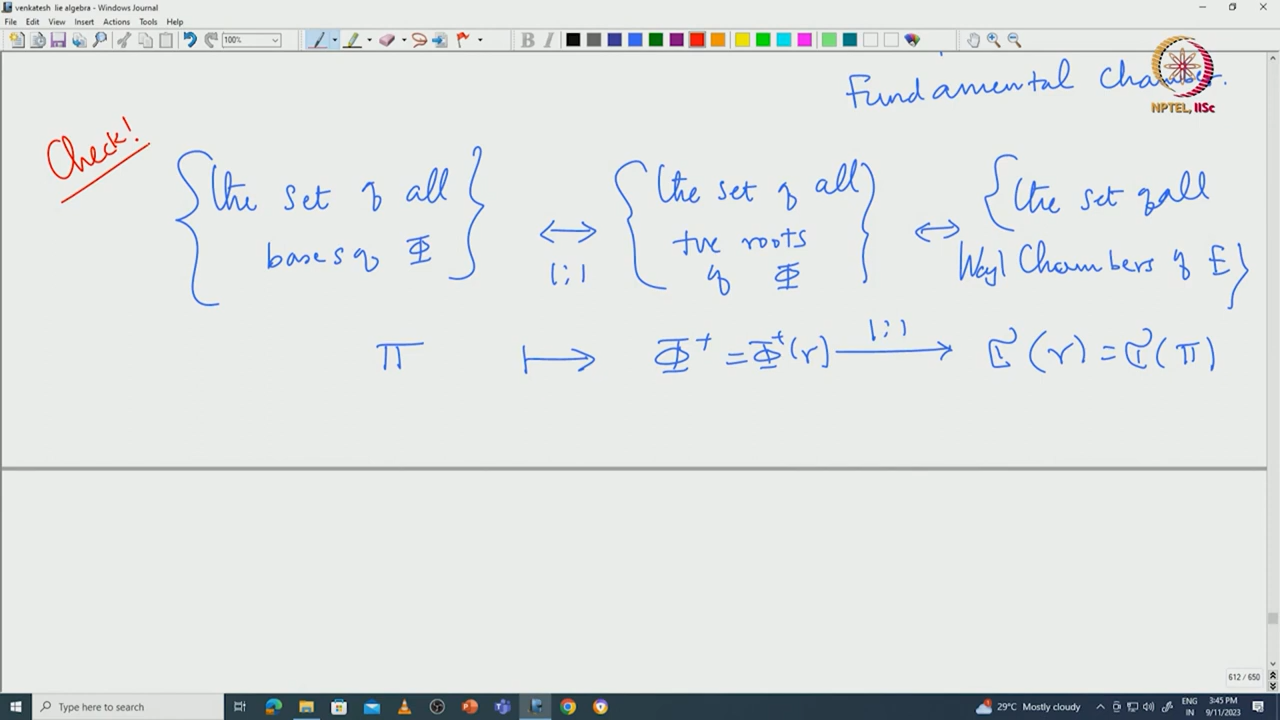 venkatesh lie algebra - Windows Journal
File Edit View Insert Actions Tools Help
100%
B I
NPTEL, IISc
Fundamental Chamber.
Check!
{the set of all bases of Φ} ↔ 1:1 {the set of all +ve roots of Φ} ↔ {the set of all Weyl Chambers of E}
Π ↦ Φ⁺ = Φ⁺(γ) 1:1 → ℭ(γ) = ℭ(Π)
612 / 650
Type here to search
29°C Mostly cloudy
ENG
IN
3:45 PM
9/11/2023